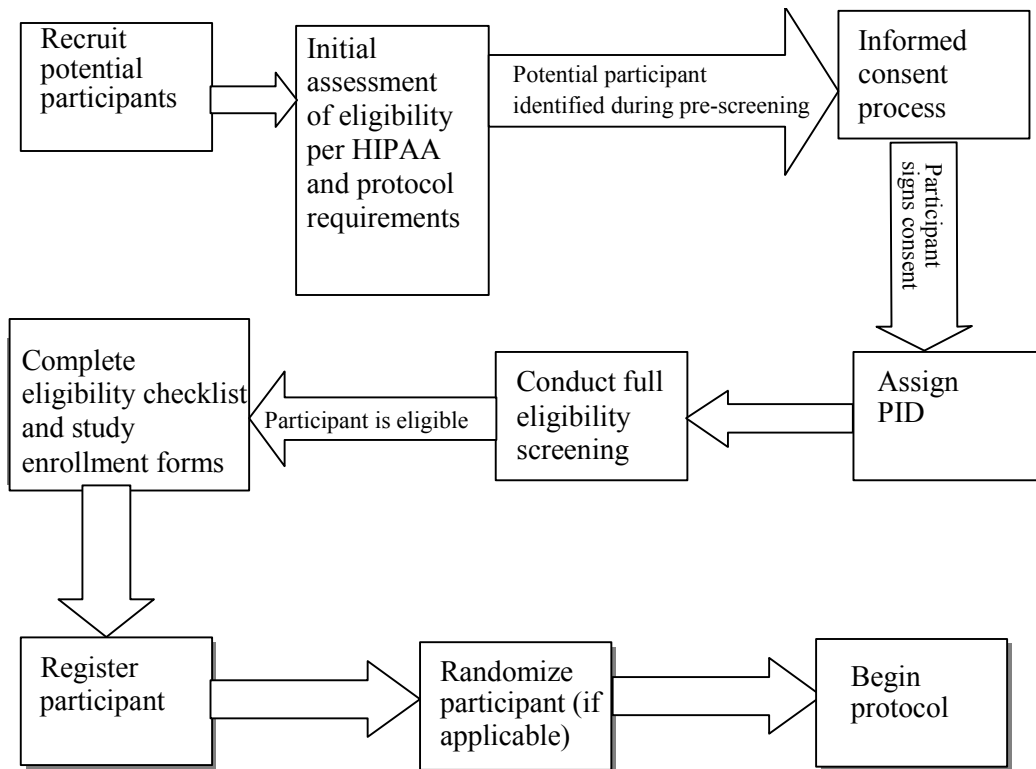 Recruit
potential
participants
Initial
assessment
of eligibility
per HIPAA
and protocol
requirements
Potential participant
identified during pre-screening
Informed
consent
process
Participant
signs consent
Assign
PID
Conduct full
eligibility
screening
Participant is eligible
Complete
eligibility checklist
and study
enrollment forms
Register
participant
Randomize
participant (if
applicable)
Begin
protocol